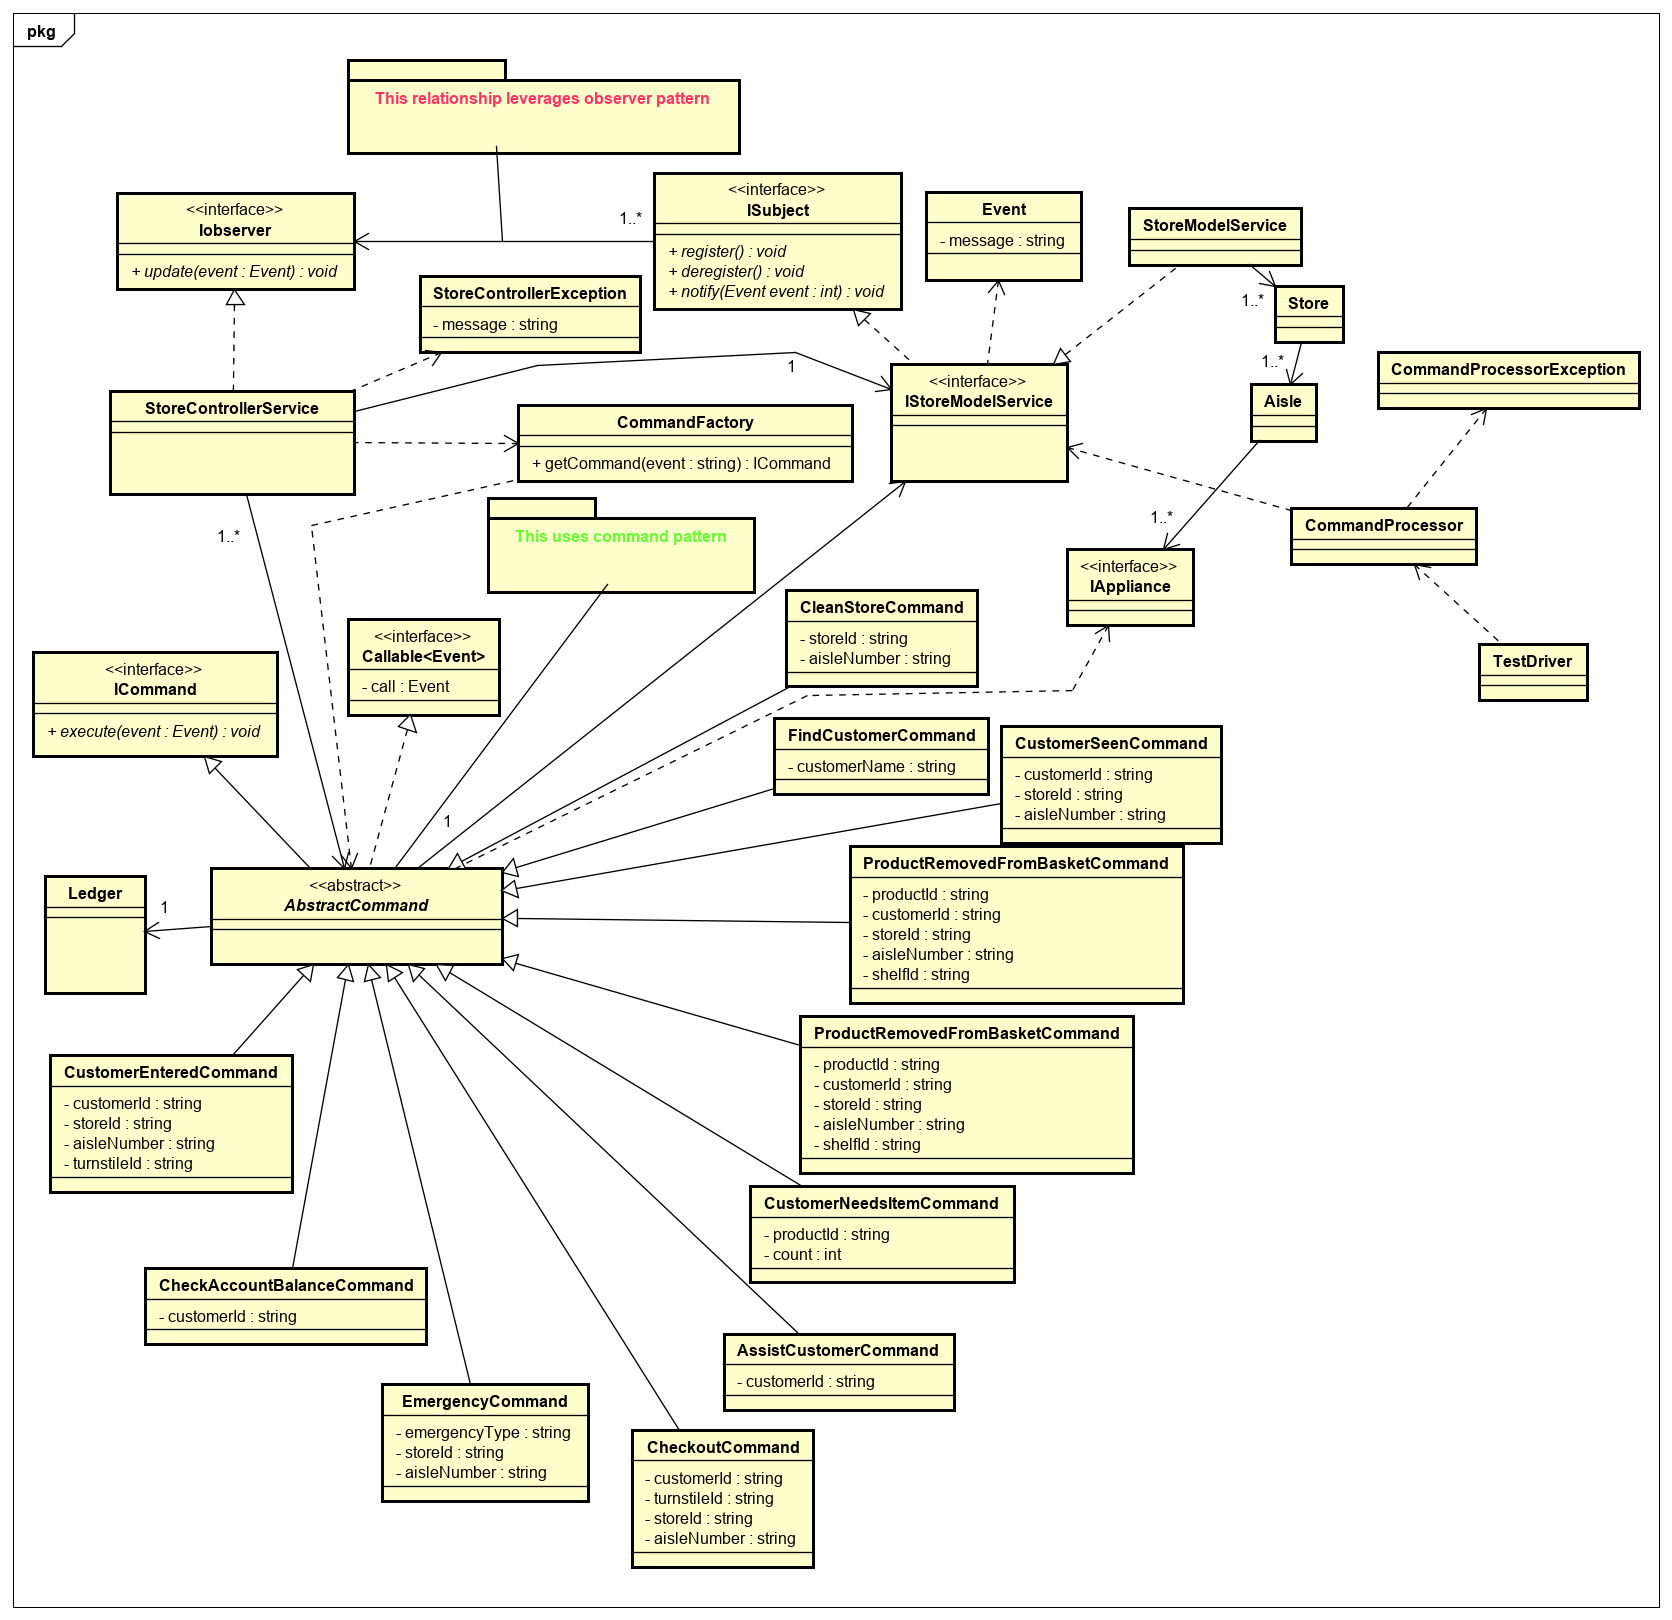 pkg
This relationship leverages observer pattern
<<interface>>
Iobserver
+ update(event : Event) : void
1..*
<<interface>>
ISubject
+ register() : void
+ deregister() : void
+ notify(Event event : int) : void
Event
- message : string
StoreModelService
1..*
Store
StoreControllerException
- message : string
1
1..*
Aisle
CommandProcessorException
StoreControllerService
<<interface>>
IStoreModelService
CommandFactory
+ getCommand(event : string) : ICommand
1..*
This uses command pattern
1..*
CommandProcessor
<<interface>>
IAppliance
<<interface>>
Callable<Event>
- call : Event
CleanStoreCommand
- storeId : string
- aisleNumber : string
TestDriver
<<interface>>
ICommand
+ execute(event : Event) : void
FindCustomerCommand
- customerName : string
CustomerSeenCommand
- customerId : string
- storeId : string
- aisleNumber : string
1
Ledger
1
<<abstract>>
AbstractCommand
ProductRemovedFromBasketCommand
- productId : string
- customerId : string
- storeId : string
- aisleNumber : string
- shelfId : string
ProductRemovedFromBasketCommand
- productId : string
- customerId : string
- storeId : string
- aisleNumber : string
- shelfId : string
CustomerEnteredCommand
- customerId : string
- storeId : string
- aisleNumber : string
- turnstileId : string
CustomerNeedsItemCommand
- productId : string
- count : int
CheckAccountBalanceCommand
- customerId : string
AssistCustomerCommand
- customerId : string
EmergencyCommand
- emergencyType : string
- storeId : string
- aisleNumber : string
CheckoutCommand
- customerId : string
- turnstileId : string
- storeId : string
- aisleNumber : string